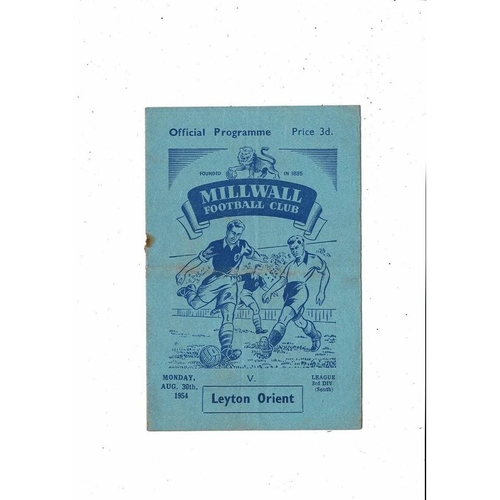 Official Programme Price 3d.
FOUNDED IN 1885
MILLWALL
FOOTBALL CLUB
MONDAY,
AUG. 30th,
1954
V.
LEAGUE
3rd DIV.
(South)
Leyton Orient